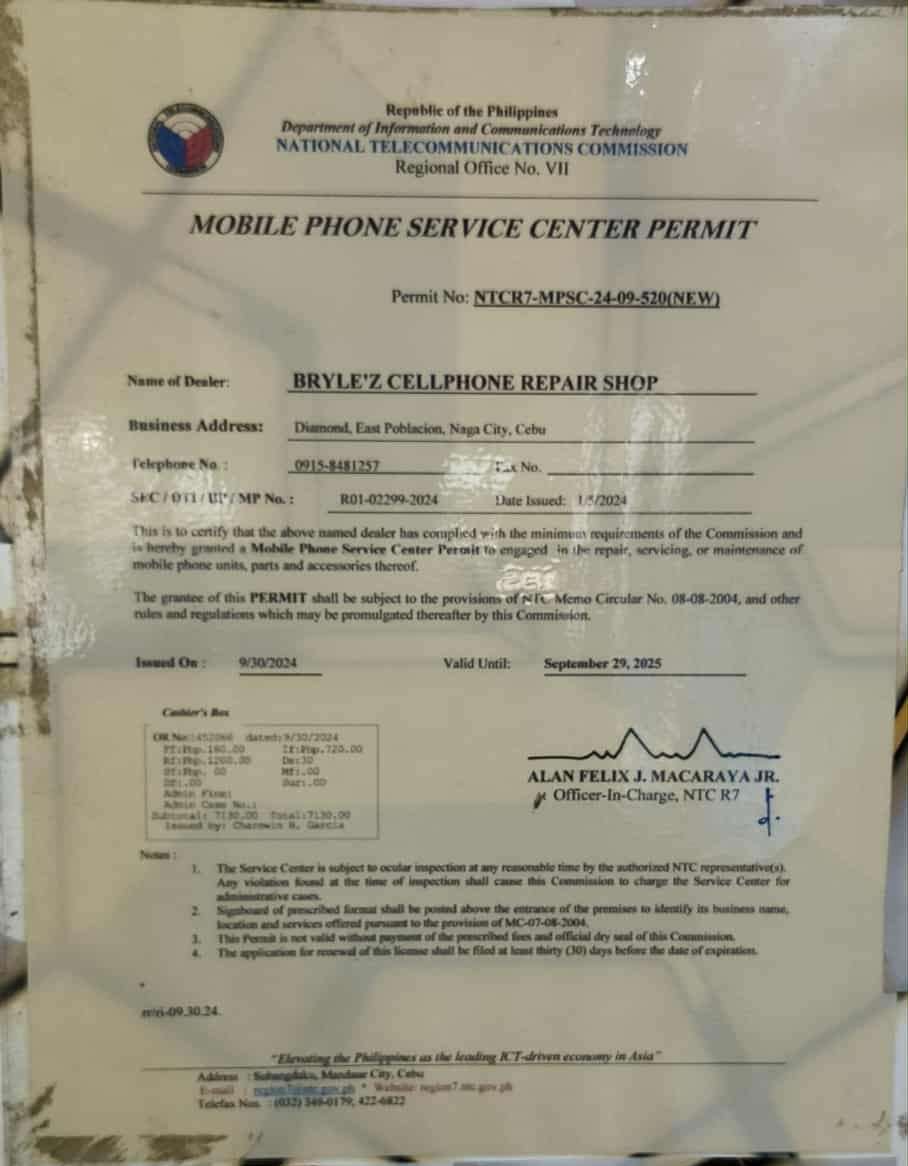 Republic of the Philippines
Department of Information and Communications Technology
NATIONAL TELECOMMUNICATIONS COMMISSION
Regional Office No. VII
MOBILE PHONE SERVICE CENTER PERMIT
Permit No: NTCR7-MPSC-24-09-520(NEW)
Name of Dealer: BRYLE'Z CELLPHONE REPAIR SHOP
Business Address: Diamond, East Poblacion, Naga City, Cebu
Telephone No. : 0915-8481257 Fax No.
SEC / DTI / BP / MP No. : R01-02299-2024 Date Issued: 1/5/2024
This is to certify that the above named dealer has complied with the minimum requirements of the Commission and
is hereby granted a Mobile Phone Service Center Permit to engaged in the repair, servicing, or maintenance of
mobile phone units, parts and accessories thereof.
The grantee of this PERMIT shall be subject to the provisions of NTC Memo Circular No. 08-08-2004, and other
rules and regulations which may be promulgated thereafter by this Commission.
Issued On : 9/30/2024 Valid Until: September 29, 2025
Cashier's Box
OR No:452066 dated:9/30/2024
Php.180.00 Php.720.00
Php.1200.00 30
Php. 00 .00
.00 Sur:.00
Admin Fine:
Admin Case No.:
Subtotal: 7130.00 Total:7130.00
Issued by: Garcia
ALAN FELIX J. MACARAYA JR.
Officer-In-Charge, NTC R7
Notes :
1. The Service Center is subject to ocular inspection at any reasonable time by the authorized NTC representative(s).
Any violation found at the time of inspection shall cause this Commission to charge the Service Center for
administrative cases.
2. Signboard of prescribed format shall be posted above the entrance of the premises to identify its business name,
location and services offered pursuant to the provision of MC-07-08-2004.
3. This Permit is not valid without payment of the prescribed fees and official dry seal of this Commission.
4. The application for renewal of this license shall be filed at least thirty (30) days before the date of expiration.
"Elevating the Philippines as the leading ICT-driven economy in Asia"
Address : Subangdaku, Mandaue City, Cebu
E-mail : region7@ntc.gov.ph * Website: region7.ntc.gov.ph
Telefax Nos. : (032) 346-0179; 422-6822